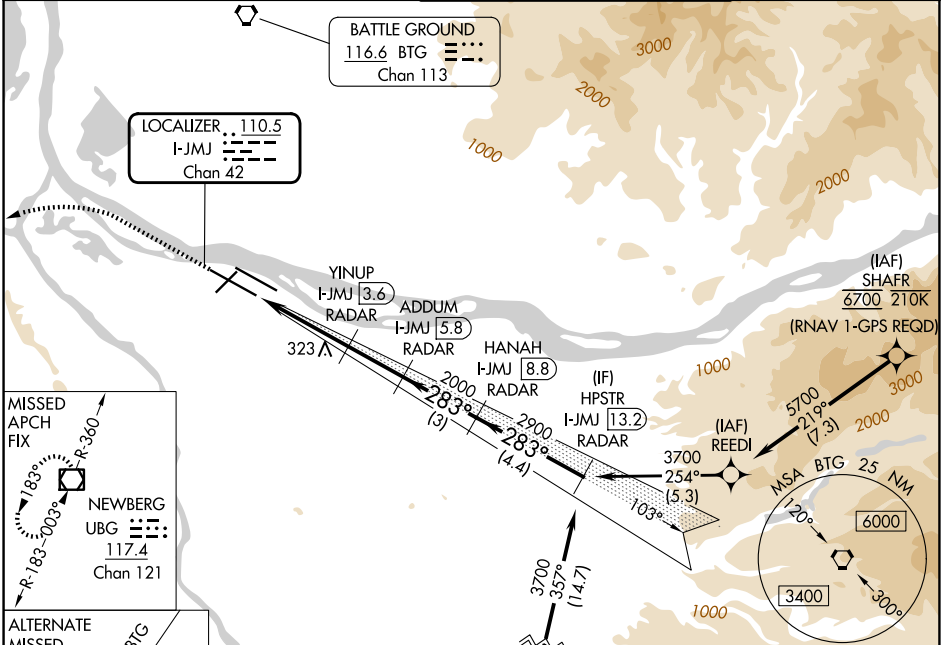 BATTLE GROUND
116.6 BTG
Chan 113
3000
2000
1000
2000
LOCALIZER 110.5
I-JMJ
Chan 42
YINUP
I-JMJ 3.6
RADAR
ADDUM
I-JMJ 5.8
RADAR
HANAH
I-JMJ 8.8
RADAR
(IF)
HPSTR
I-JMJ 13.2
RADAR
(IAF)
SHAFR
6700 210K
(RNAV 1-GPS REQD)
323
2000
283°
(3)
2900
283°
(4.4)
1000
5700
219°
(7.3)
3000
2000
(IAF)
REEDI
3700
254°
(5.3)
103°
3700
357°
(14.7)
1000
MSA BTG 25 NM
120°
6000
3400
300°
MISSED
APCH
FIX
R-360
183°
R-183
003°
NEWBERG
UBG
117.4
Chan 121
ALTERNATE
MISSED
BTG